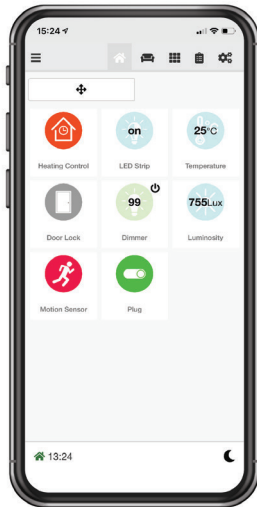 15:24
on
25°C
Heating Control
LED Strip
Temperature
99
755Lux
Door Lock
Dimmer
Luminosity
Motion Sensor
Plug
13:24